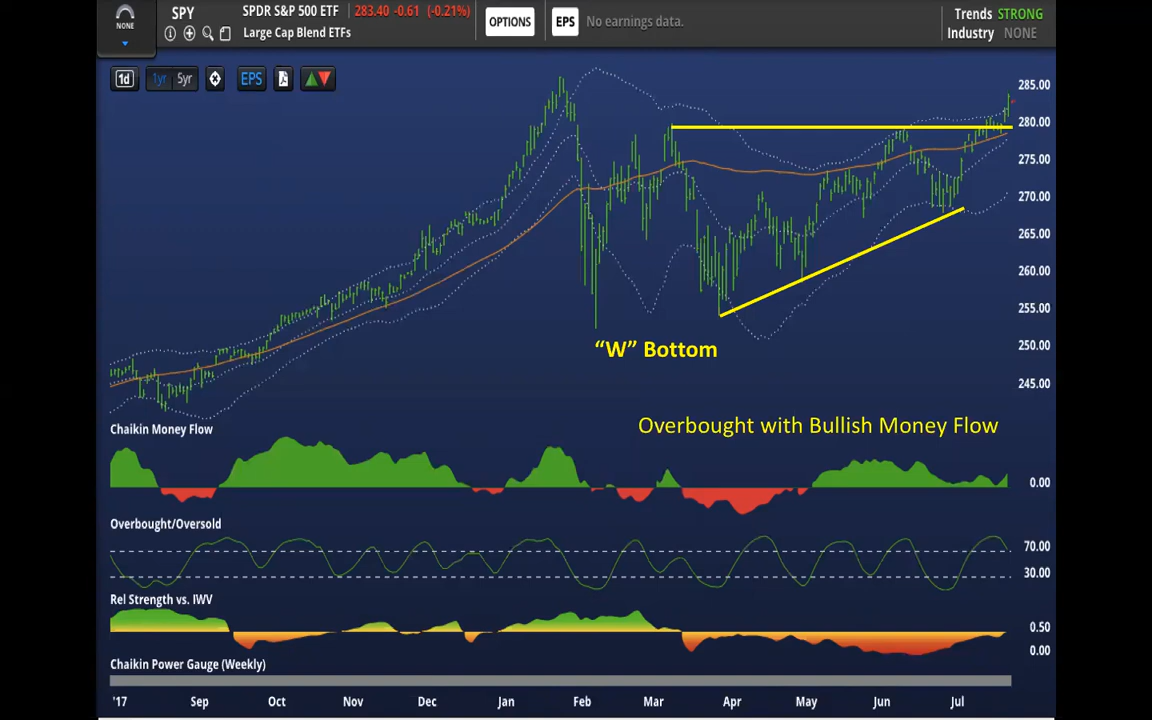 NONE
SPY
SPDR S&P 500 ETF
283.40 -0.61 (-0.21%)
Large Cap Blend ETFs
OPTIONS
EPS
No earnings data.
Trends STRONG
Industry NONE
1d
1yr
5yr
EPS
285.00
280.00
275.00
270.00
265.00
260.00
255.00
250.00
245.00
“W” Bottom
Overbought with Bullish Money Flow
Chaikin Money Flow
0.00
Overbought/Oversold
70.00
30.00
Rel Strength vs. IWV
0.50
0.00
Chaikin Power Gauge (Weekly)
'17 Sep Oct Nov Dec Jan Feb Mar Apr May Jun Jul